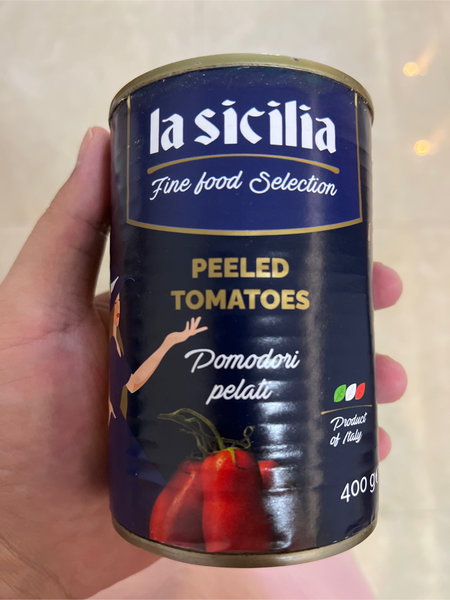 la sicilia
Fine food Selection
PEELED
TOMATOES
Pomodori
pelati
Product
of Italy
400 g